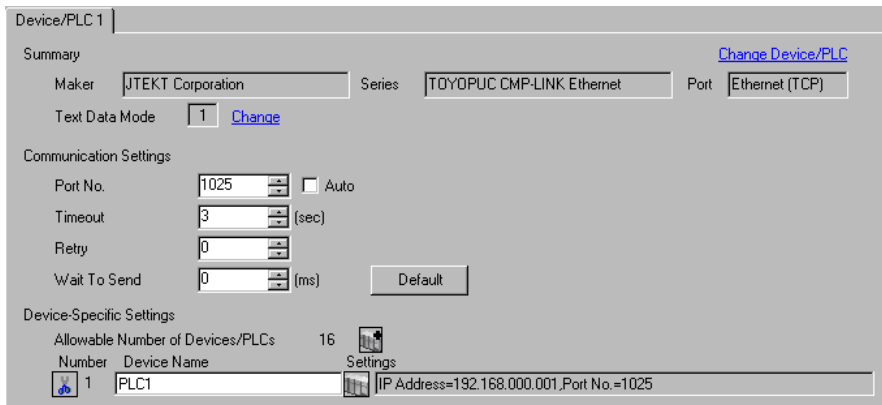 Device/PLC 1
Summary Change Device/PLC
Maker JTEKT Corporation Series TOYOPUC CMP-LINK Ethernet Port Ethernet (TCP)
Text Data Mode 1 Change
Communication Settings
Port No. 1025 Auto
Timeout 3 (sec)
Retry 0
Wait To Send 0 (ms) Default
Device-Specific Settings
Allowable Number of Devices/PLCs 16
Number Device Name Settings
1 PLC1 IP Address=192.168.000.001,Port No.=1025